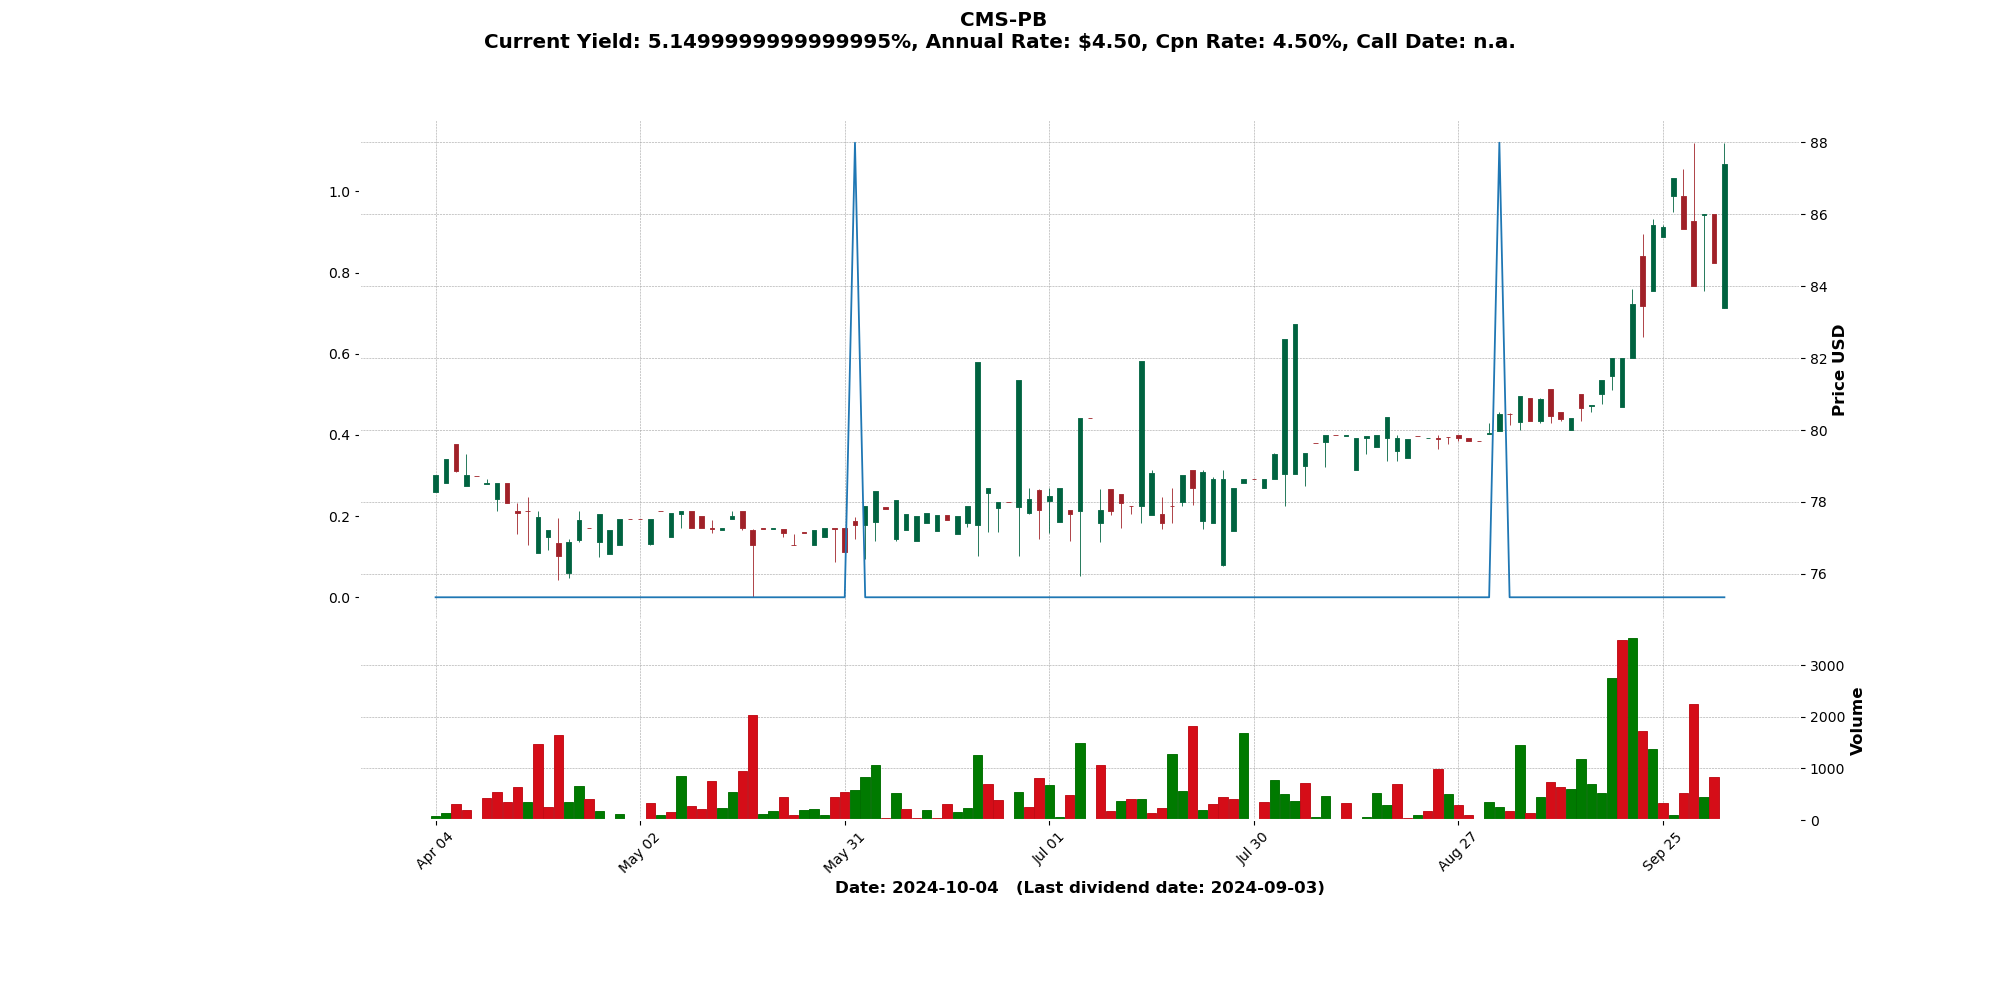 CMS-PB
Current Yield: 5.1499999999999995%, Annual Rate: $4.50, Cpn Rate: 4.50%, Call Date: n.a.
1.0
0.8
0.6
0.4
0.2
0.0
88
86
84
82
80
78
76
Price USD
3000
2000
1000
0
Volume
Apr 04
May 02
May 31
Jul 01
Jul 30
Aug 27
Sep 25
Date: 2024-10-04 (Last dividend date: 2024-09-03)